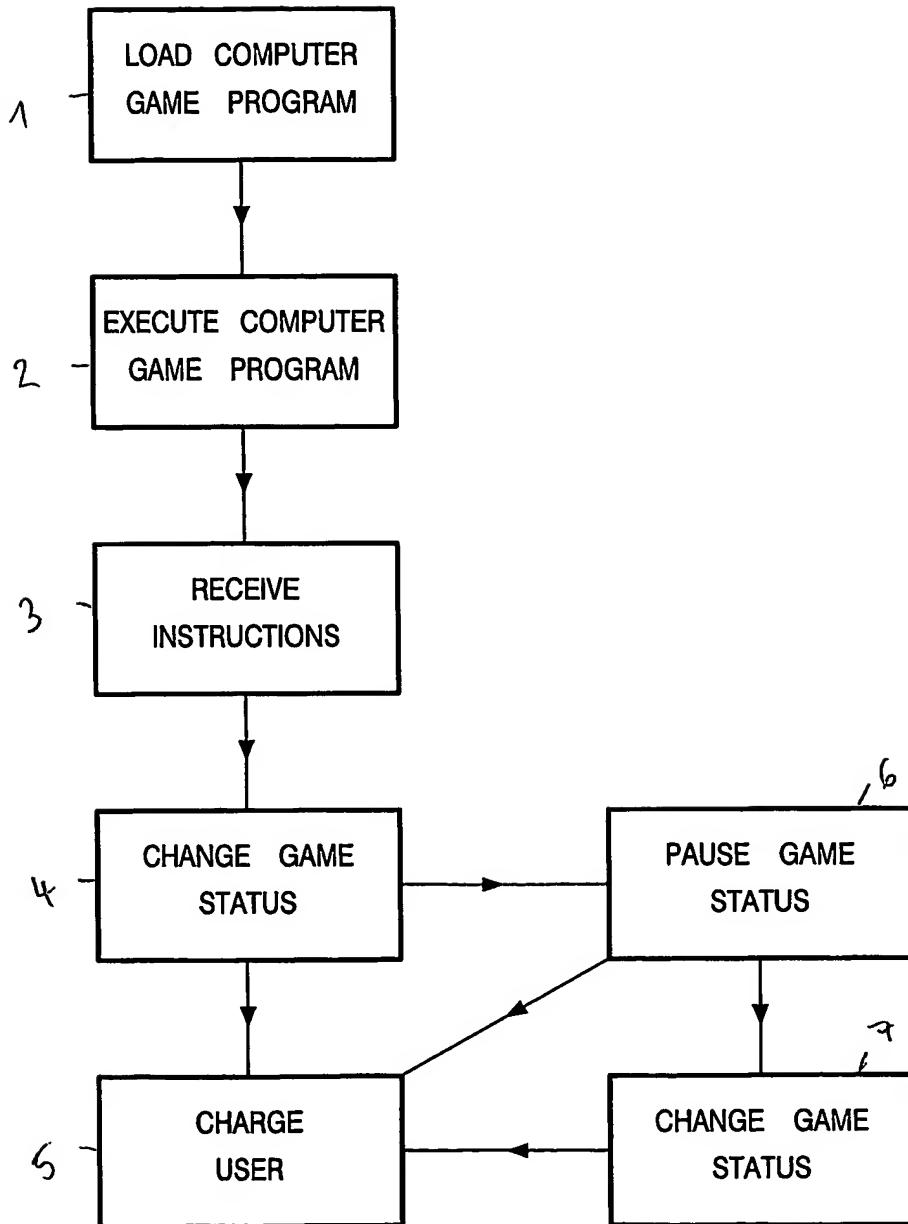 LOAD COMPUTER
GAME PROGRAM
1
EXECUTE COMPUTER
GAME PROGRAM
2
RECEIVE
INSTRUCTIONS
3
CHANGE GAME
STATUS
4
PAUSE GAME
STATUS
6
CHARGE
USER
5
CHANGE GAME
STATUS
7